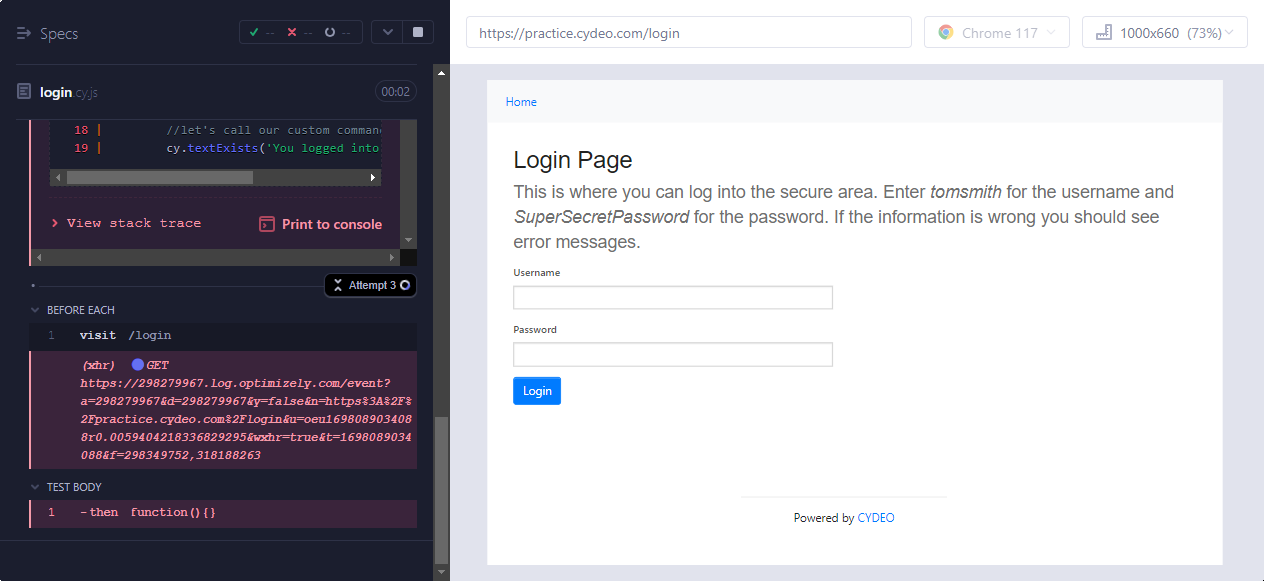 Specs
-- -- --
login.cy.js
00:02
18 | //let's call our custom comman
19 | cy.textExists('You logged into
View stack trace
Print to console
Attempt 3
BEFORE EACH
1 visit /login
(xhr) GET
https://298279967.log.optimizely.com/event?
a=298279967&d=298279967&y=false&n=https%3A%2F%
2Fpractice.cydeo.com%2Flogin&u=oeu169808903408
8r0.0059404218336829295&wxhr=true&t=1698089034
088&f=298349752,318188263
TEST BODY
1 -then function(){}
https://practice.cydeo.com/login
Chrome 117
1000x660 (73%)
Home
Login Page
This is where you can log into the secure area. Enter tomsmith for the username and
SuperSecretPassword for the password. If the information is wrong you should see
error messages.
Username
Password
Login
Powered by CYDEO